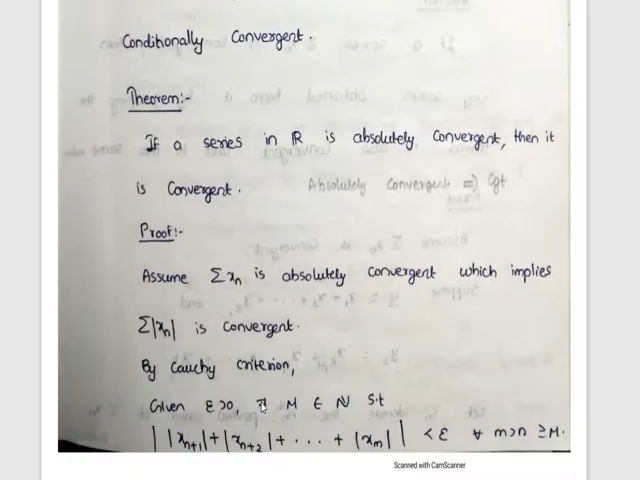 Conditionally Convergent.
Theorem:-
If a series in ℝ is absolutely convergent, then it
is convergent. Absolutely Convergent ⇒ Cgt
Proof:-
Assume Σxn is absolutely convergent which implies
Σ|xn| is convergent.
By Cauchy criterion,
Given ε>0, ∃ M ∈ N s.t
| |xn+1|+|xn+2|+...+|xm| | <ε ∀ m>n ≥M.
Scanned with CamScanner